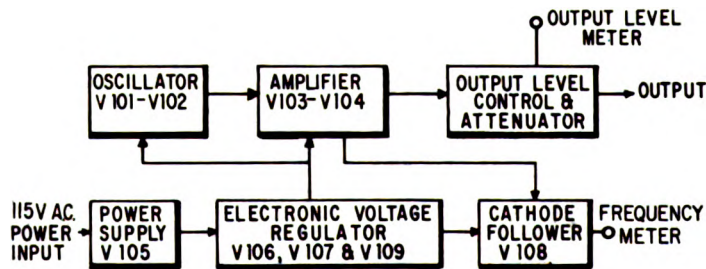 OUTPUT LEVEL
METER
OSCILLATOR
V 101-V102
AMPLIFIER
V103-V104
OUTPUT LEVEL
CONTROL &
ATTENUATOR
OUTPUT
115V A.C.
POWER
INPUT
POWER
SUPPLY
V 105
ELECTRONIC VOLTAGE
REGULATOR
V 106, V 107 & V 109
CATHODE
FOLLOWER
V 108
FREQUENCY
METER